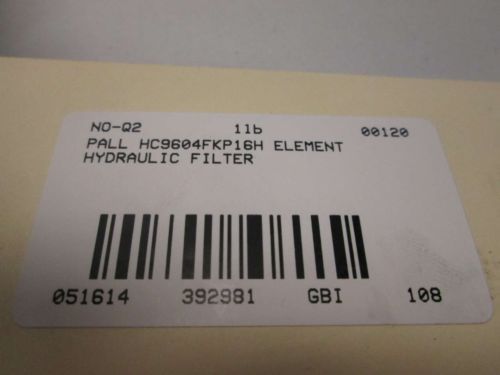 NO-Q2 11b 00120
PALL HC9604FKP16H ELEMENT
HYDRAULIC FILTER
051614 392981 GBI 108